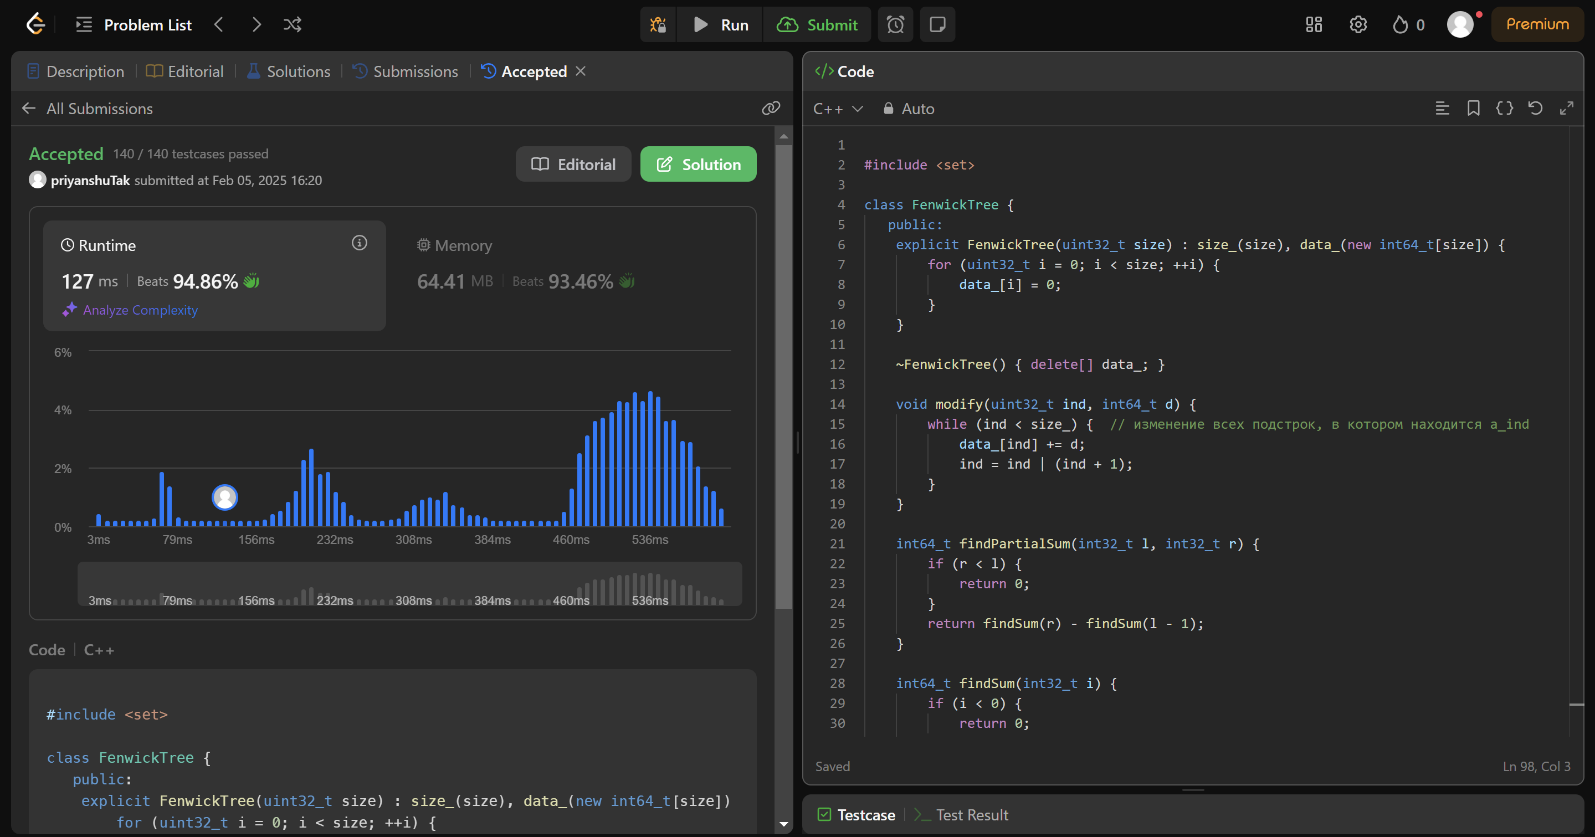 Problem List
Run
Submit
0
Premium
Description
Editorial
Solutions
Submissions
Accepted
All Submissions
Accepted 140 / 140 testcases passed
priyanshuTak submitted at Feb 05, 2025 16:20
Editorial
Solution
Runtime
127 ms Beats 94.86%
Analyze Complexity
Memory
64.41 MB Beats 93.46%
6%
4%
2%
0%
3ms 79ms 156ms 232ms 308ms 384ms 460ms 536ms
3ms 79ms 156ms 232ms 308ms 384ms 460ms 536ms
Code C++
#include <set>
class FenwickTree {
public:
explicit FenwickTree(uint32_t size) : size_(size), data_(new int64_t[size])
for (uint32_t i = 0; i < size; ++i) {
</> Code
C++
Auto
1
2 #include <set>
3
4 class FenwickTree {
5 public:
6 explicit FenwickTree(uint32_t size) : size_(size), data_(new int64_t[size]) {
7 for (uint32_t i = 0; i < size; ++i) {
8 data_[i] = 0;
9 }
10 }
11
12 ~FenwickTree() { delete[] data_; }
13
14 void modify(uint32_t ind, int64_t d) {
15 while (ind < size_) { // изменение всех подстрок, в котором находится a_ind
16 data_[ind] += d;
17 ind = ind | (ind + 1);
18 }
19 }
20
21 int64_t findPartialSum(int32_t l, int32_t r) {
22 if (r < l) {
23 return 0;
24 }
25 return findSum(r) - findSum(l - 1);
26 }
27
28 int64_t findSum(int32_t i) {
29 if (i < 0) {
30 return 0;
Saved
Ln 98, Col 3
Testcase
Test Result